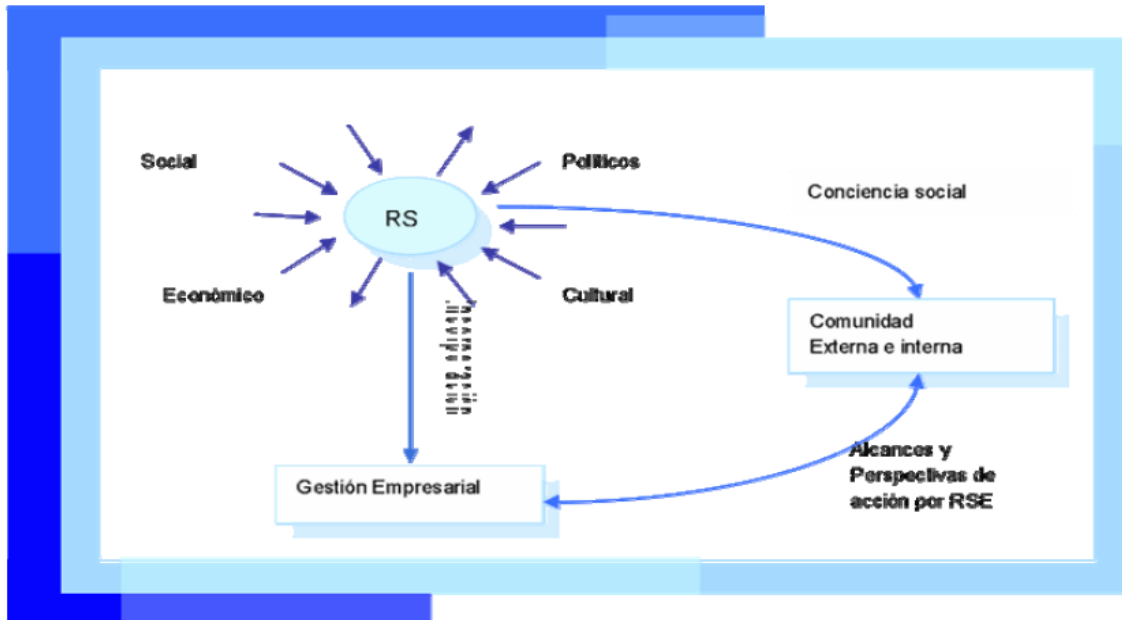 Social
Políticos
Conciencia social
RS
Económico
Cultural
Comunidad
Externa e interna
Alcances y
Perspectivas de
acción por RSE
Gestión Empresarial